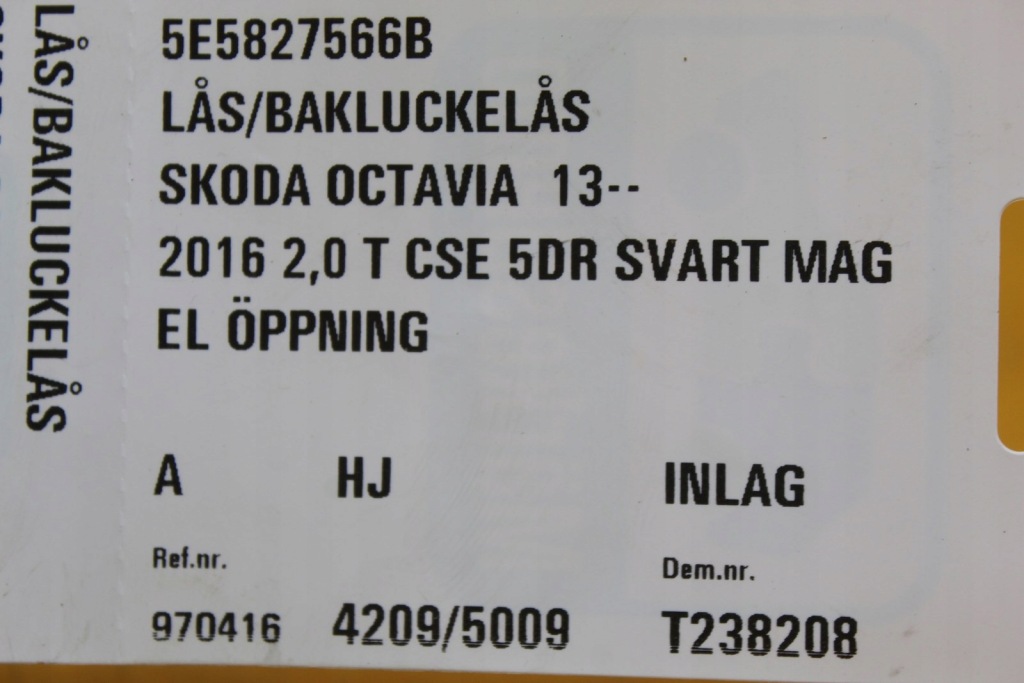 5E5827566B
LÅS/BAKLUCKELÅS
SKODA OCTAVIA 13--
2016 2,0 T CSE 5DR SVART MAG
EL ÖPPNING
A HJ INLAG
Ref.nr. Dem.nr.
970416 4209/5009 T238208
LÅS/BAKLUCKELÅS